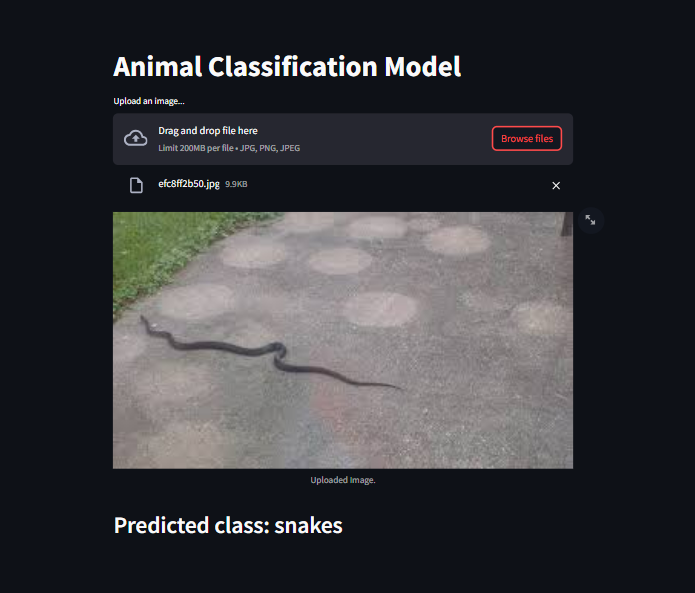 Animal Classification Model
Upload an image...
Drag and drop file here
Limit 200MB per file • JPG, PNG, JPEG
Browse files
efc8ff2b50.jpg 9.9KB
Uploaded Image.
Predicted class: snakes